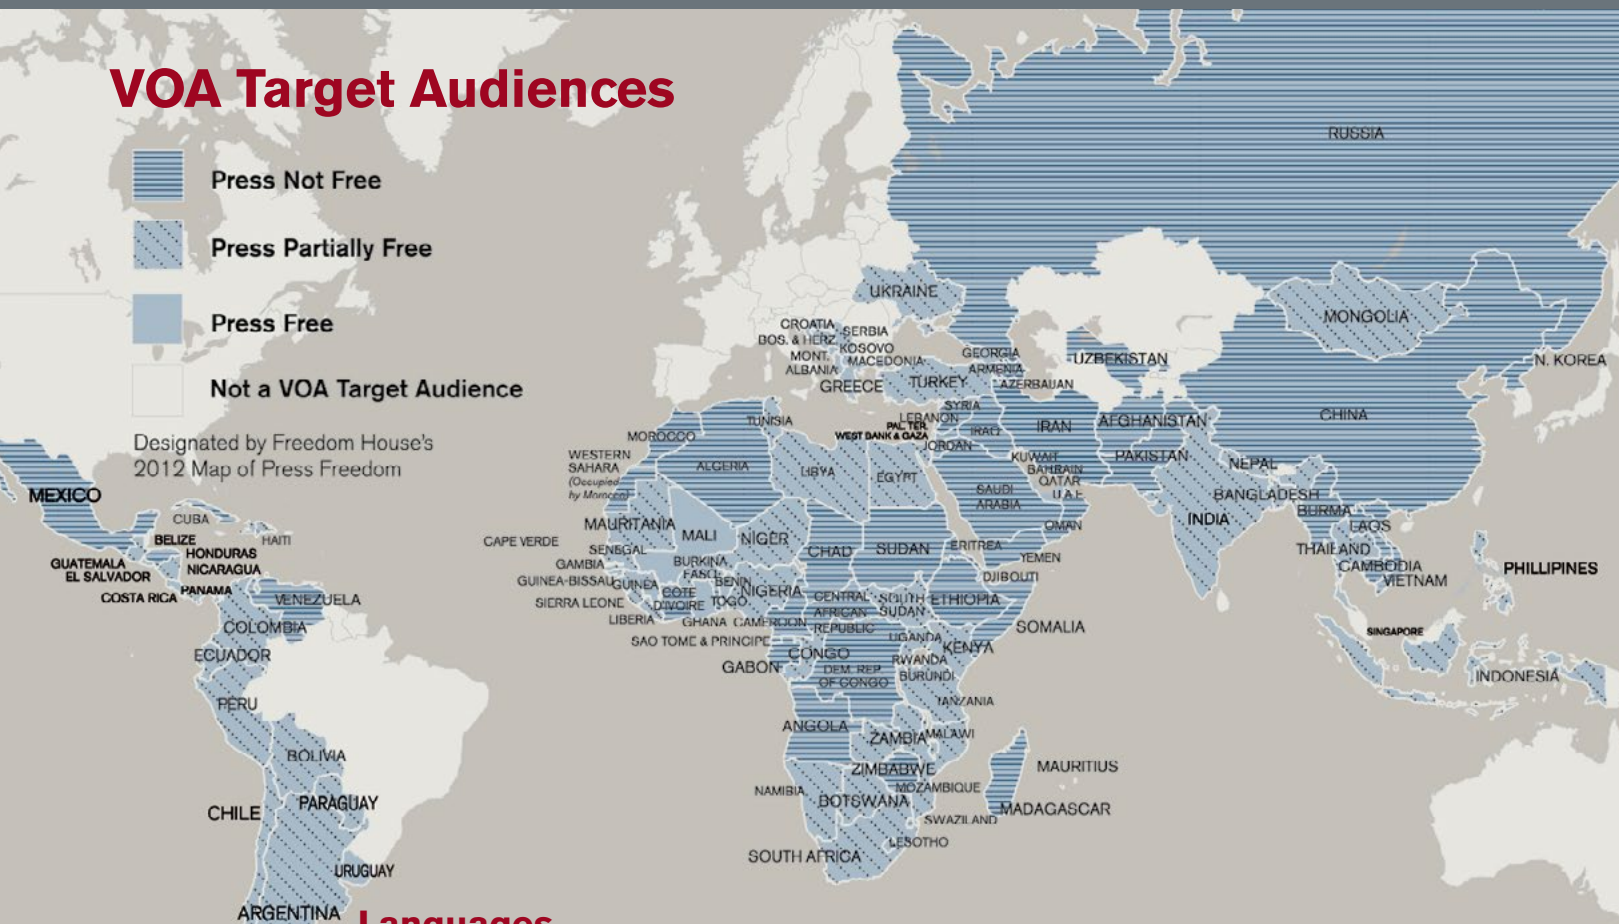 VOA Target Audiences
Press Not Free
Press Partially Free
Press Free
Not a VOA Target Audience
Designated by Freedom House's
2012 Map of Press Freedom
RUSSIA
UKRAINE
MONGOLIA
CROATIA
SERBIA
BOS. & HERZ.
KOSOVO
MONT.
MACEDONIA
ALBANIA
GREECE
TURKEY
GEORGIA
ARMENIA
AZERBAIJAN
UZBEKISTAN
N. KOREA
CHINA
SYRIA
LEBANON
PAL. TER.
WEST BANK & GAZA
IRAQ
JORDAN
IRAN
AFGHANISTAN
PAKISTAN
KUWAIT
BAHRAIN
QATAR
U.A.E
NEPAL
BANGLADESH
INDIA
BURMA
LAOS
THAILAND
CAMBODIA
VIETNAM
PHILLIPINES
SINGAPORE
INDONESIA
TUNISIA
MOROCCO
WESTERN
SAHARA
(Occupied
by Morocco)
ALGERIA
LIBYA
EGYPT
SAUDI
ARABIA
OMAN
YEMEN
MEXICO
CUBA
BELIZE
HAITI
HONDURAS
GUATEMALA
NICARAGUA
EL SALVADOR
PANAMA
COSTA RICA
VENEZUELA
COLOMBIA
ECUADOR
PERU
BOLIVIA
PARAGUAY
CHILE
URUGUAY
ARGENTINA
CAPE VERDE
MAURITANIA
MALI
NIGER
CHAD
SUDAN
ERITREA
DJIBOUTI
SENEGAL
GAMBIA
GUINEA-BISSAU
GUINEA
SIERRA LEONE
LIBERIA
BURKINA
FASO
BENIN
COTE
D'IVOIRE
TOGO
GHANA
NIGERIA
CAMEROON
CENTRAL
AFRICAN
REPUBLIC
SOUTH
SUDAN
ETHIOPIA
SOMALIA
SAO TOME & PRINCIPE
GABON
CONGO
DEM. REP.
OF CONGO
UGANDA
KENYA
RWANDA
BURUNDI
TANZANIA
ANGOLA
ZAMBIA
MALAWI
ZIMBABWE
MOZAMBIQUE
NAMIBIA
BOTSWANA
MAURITIUS
MADAGASCAR
SWAZILAND
LESOTHO
SOUTH AFRICA
Languages